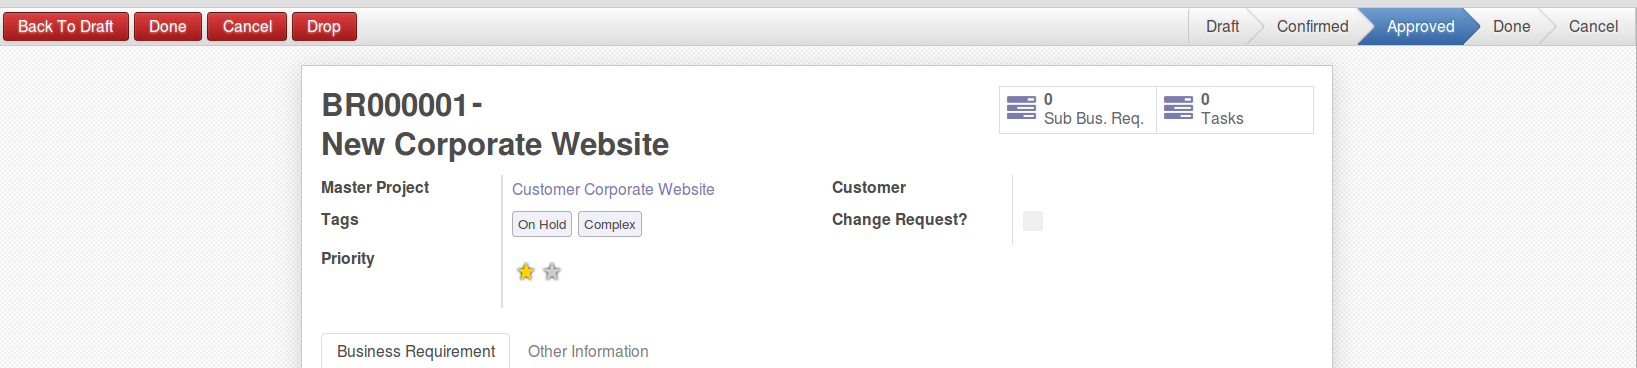 Back To Draft Done Cancel Drop Draft Confirmed Approved Done Cancel
BR000001-
New Corporate Website
0 Sub Bus. Req.
0 Tasks
Master Project Customer Corporate Website Customer
Tags On Hold Complex Change Request?
Priority
Business Requirement Other Information